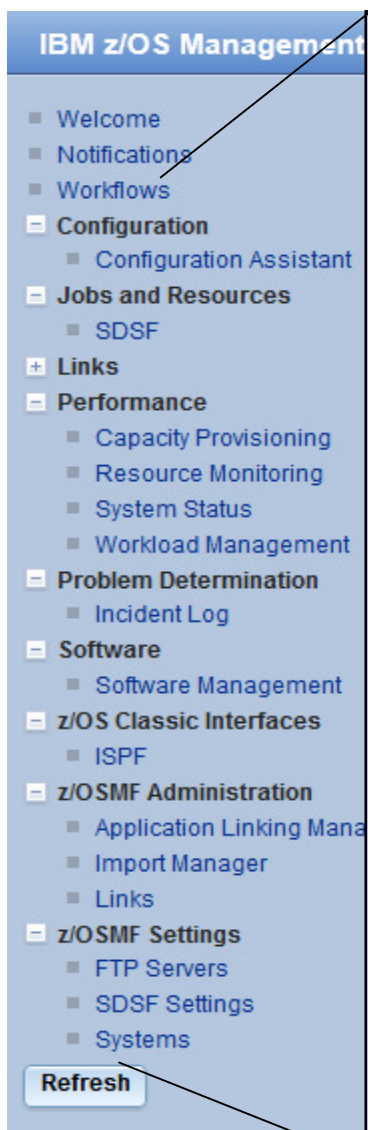 IBM z/OS Management
Welcome
Notifications
Workflows
Configuration
Configuration Assistant
Jobs and Resources
SDSF
Links
Performance
Capacity Provisioning
Resource Monitoring
System Status
Workload Management
Problem Determination
Incident Log
Software
Software Management
z/OS Classic Interfaces
ISPF
z/OSMF Administration
Application Linking Mana
Import Manager
Links
z/OSMF Settings
FTP Servers
SDSF Settings
Systems
Refresh